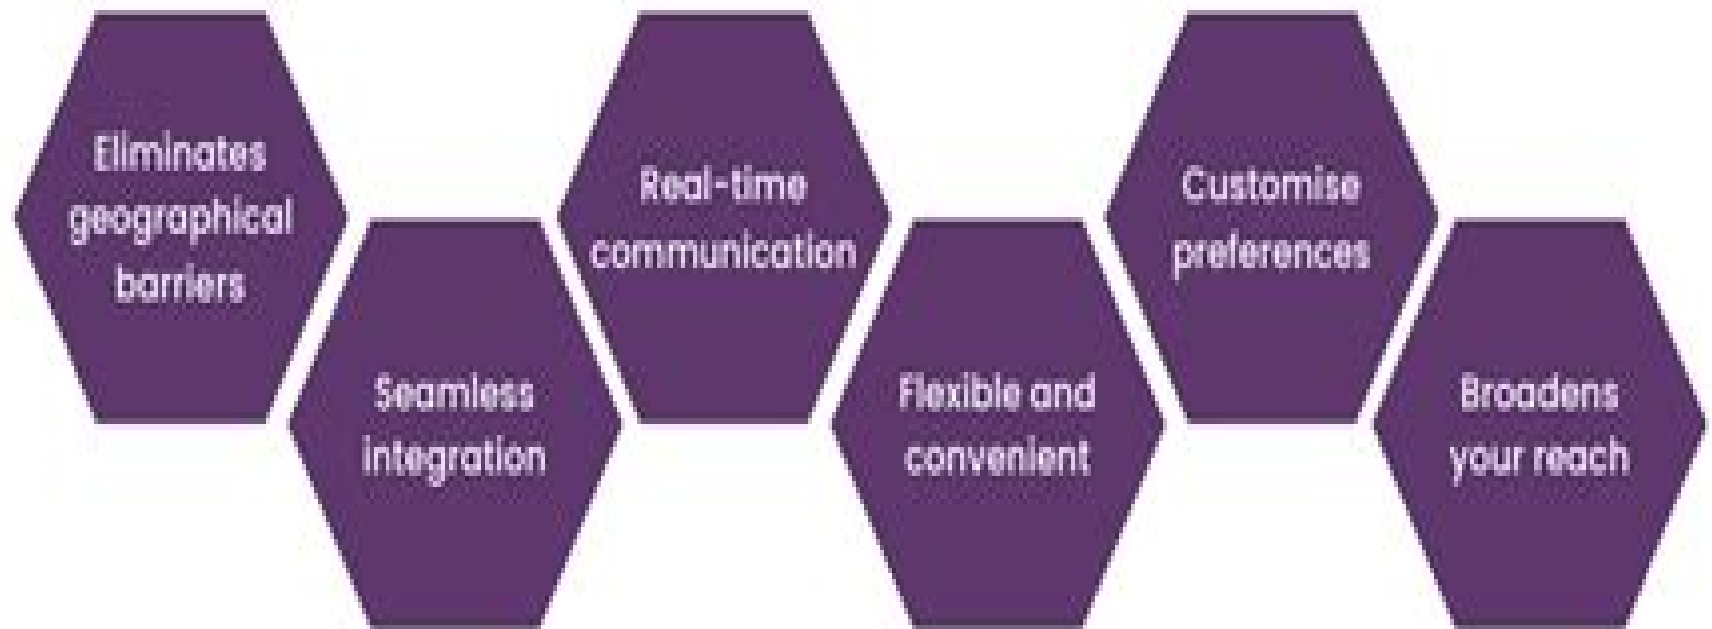 Eliminates
geographical
barriers
Seamless
integration
Real-time
communication
Flexible and
convenient
Customise
preferences
Broadens
your reach